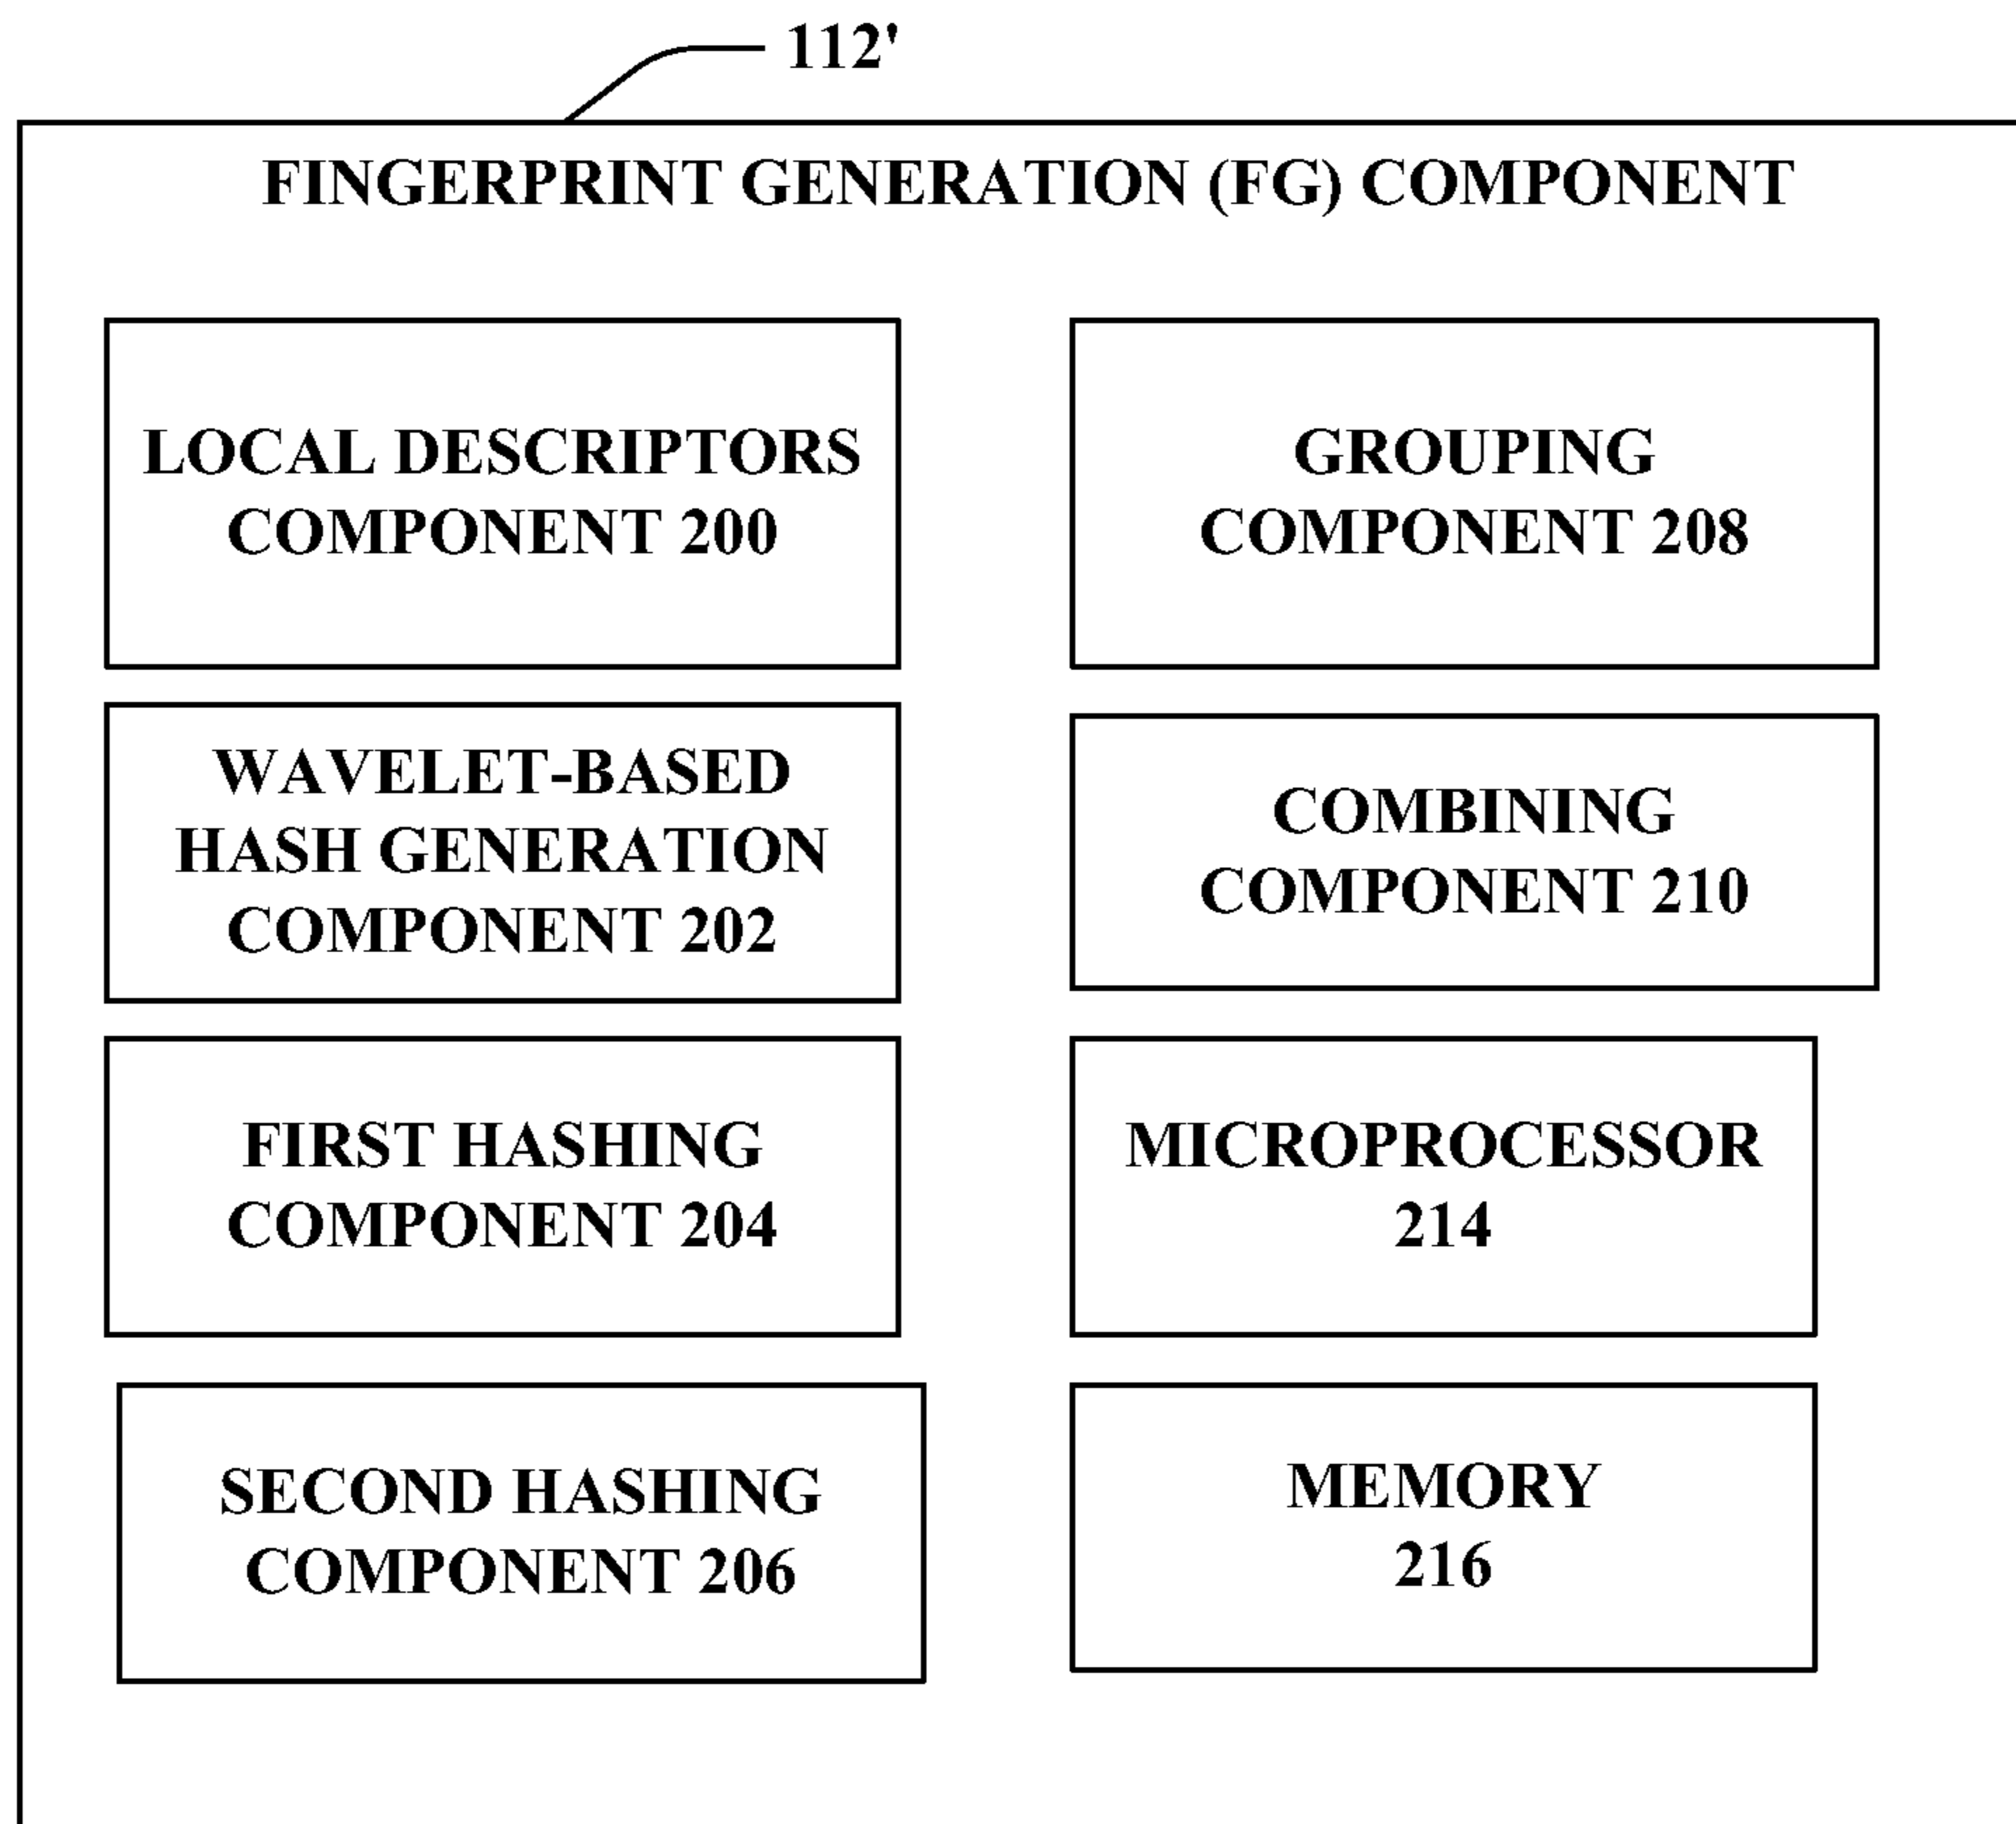 112'
FINGERPRINT GENERATION (FG) COMPONENT
LOCAL DESCRIPTORS
COMPONENT 200
WAVELET-BASED
HASH GENERATION
COMPONENT 202
FIRST HASHING
COMPONENT 204
SECOND HASHING
COMPONENT 206
GROUPING
COMPONENT 208
COMBINING
COMPONENT 210
MICROPROCESSOR
214
MEMORY
216